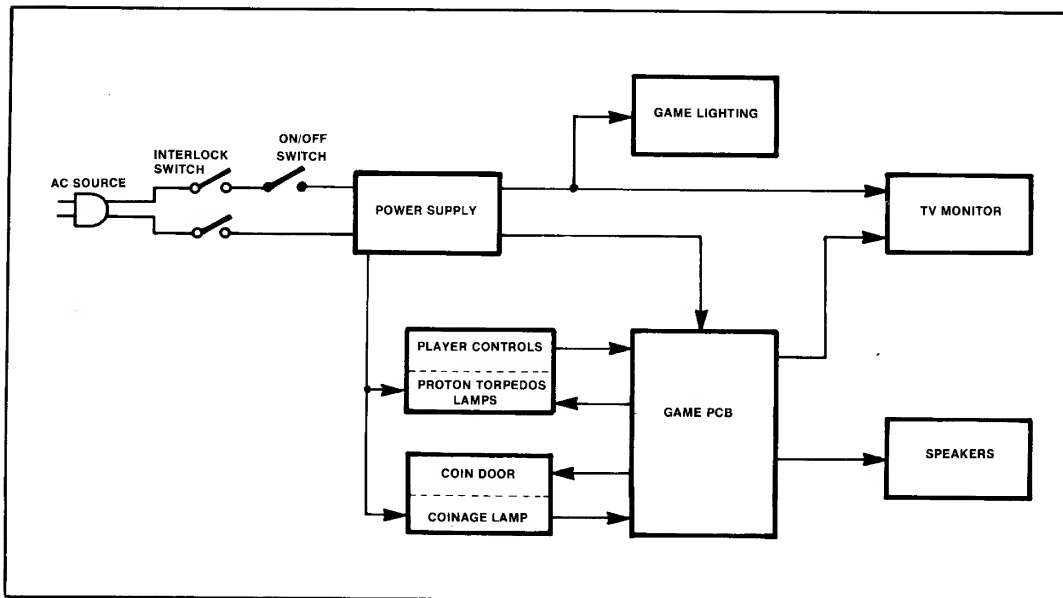 GAME LIGHTING
ON/OFF
SWITCH
INTERLOCK
SWITCH
AC SOURCE
POWER SUPPLY
TV MONITOR
PLAYER CONTROLS
PROTON TORPEDOS
LAMPS
GAME PCB
COIN DOOR
COINAGE LAMP
SPEAKERS